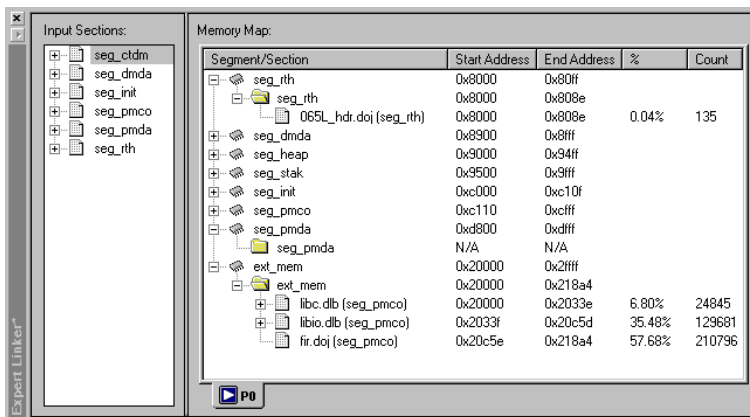 Input Sections:
seg_ctdm
seg_dmda
seg_init
seg_pmco
seg_pmda
seg_rth
Memory Map:
Segment/Section Start Address End Address % Count
seg_rth 0x8000 0x80ff
seg_rth 0x8000 0x808e
065L_hdr.doj (seg_rth) 0x8000 0x808e 0.04% 135
seg_dmda 0x8900 0x8fff
seg_heap 0x9000 0x94ff
seg_stak 0x9500 0x9fff
seg_init 0xc000 0xc10f
seg_pmco 0xc110 0xcfff
seg_pmda 0xd800 0xdfff
seg_pmda N/A N/A
ext_mem 0x20000 0x2ffff
ext_mem 0x20000 0x218a4
libc.dlb (seg_pmco) 0x20000 0x2033e 6.80% 24845
libio.dlb (seg_pmco) 0x2033f 0x20c5d 35.48% 129681
fir.doj (seg_pmco) 0x20c5e 0x218a4 57.68% 210796
P0
Expert Linker*